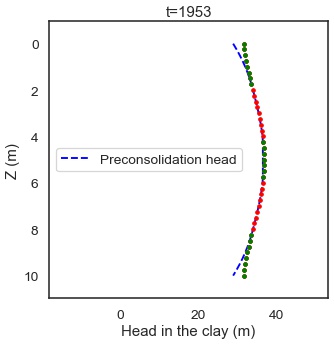 t=1953
0
2
4
6
8
10
Z (m)
Preconsolidation head
0
20
40
Head in the clay (m)